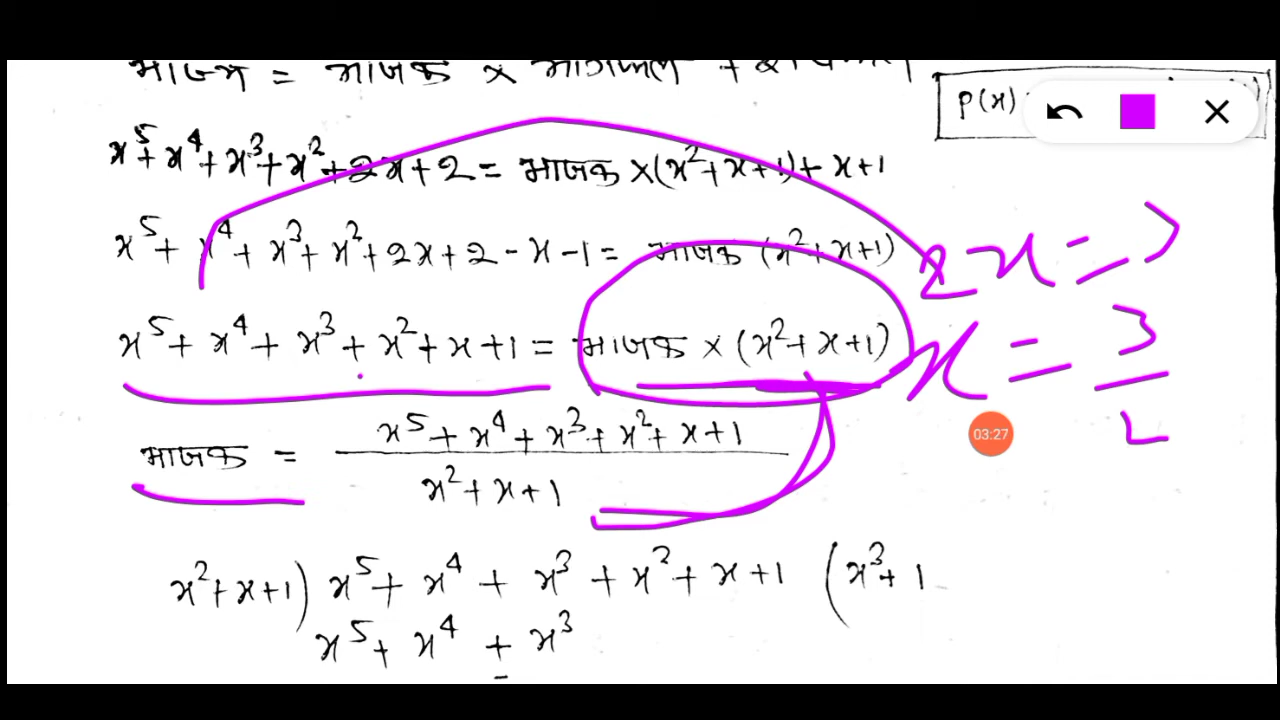 भाज्य = भाजक × भागफल +
P(x)
x⁵+x⁴+x³+x²+2x+2 = भाजक ×(x²+x+1)+x+1
x⁵+x⁴+x³+x²+2x+2-x-1 = भाजक (x²+x+1)
2x = 3
x⁵+x⁴+x³+x²+x+1 = भाजक × (x²+x+1)
x = 3/2
03:27
भाजक = x⁵+x⁴+x³+x²+x+1 / x²+x+1
x²+x+1) x⁵+x⁴+x³+x²+x+1 (x³+1
x⁵+x⁴+x³